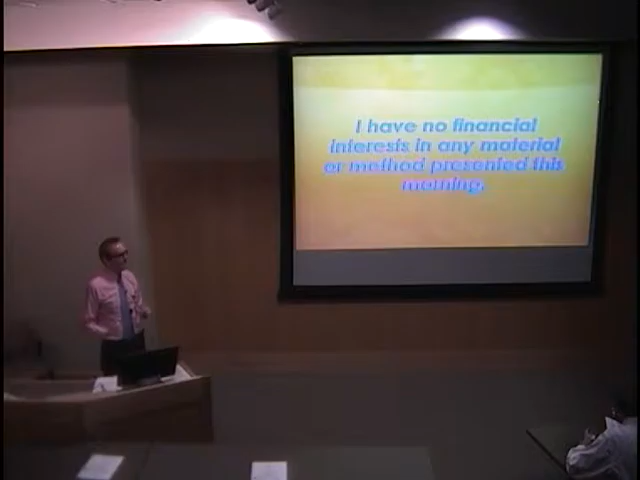 I have no financial
interests in any material
or method presented this
morning.